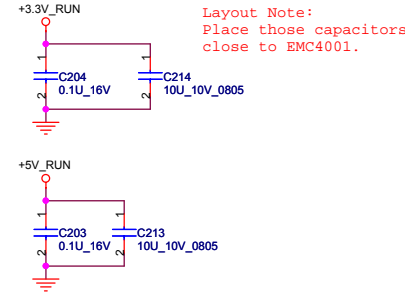 +3.3V_RUN
Layout Note:
Place those capacitors
close to EMC4001.
1
1
C204
C214
0.1U_16V
10U_10V_0805
2
2
+5V_RUN
1
1
C203
C213
0.1U_16V
10U_10V_0805
2
2